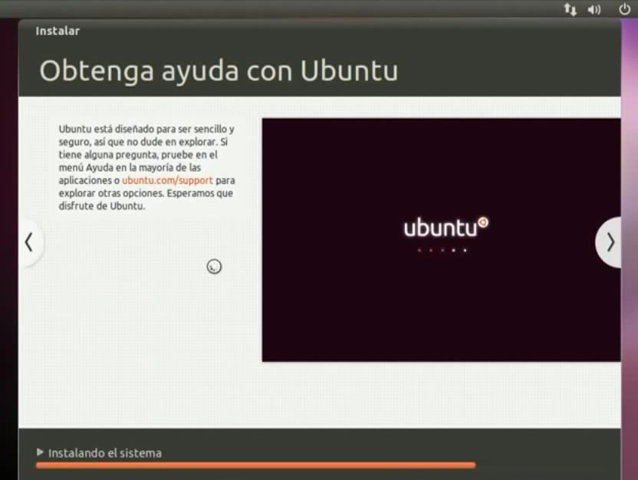 Instalar
Obtenga ayuda con Ubuntu
Ubuntu está diseñado para ser sencillo y
seguro, así que no dude en explorar. Si
tiene alguna pregunta, pruebe en el
menú Ayuda en la mayoría de las
aplicaciones o ubuntu.com/support para
explorar otras opciones. Esperamos que
disfrute de Ubuntu.
ubuntu
Instalando el sistema